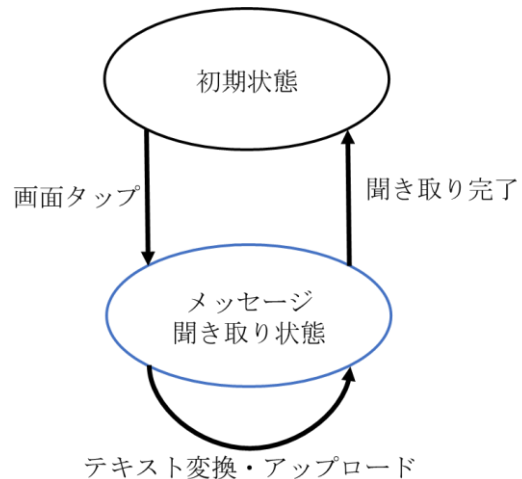 初期状態
画面タップ
聞き取り完了
メッセージ
聞き取り状態
テキスト変換・アップロード